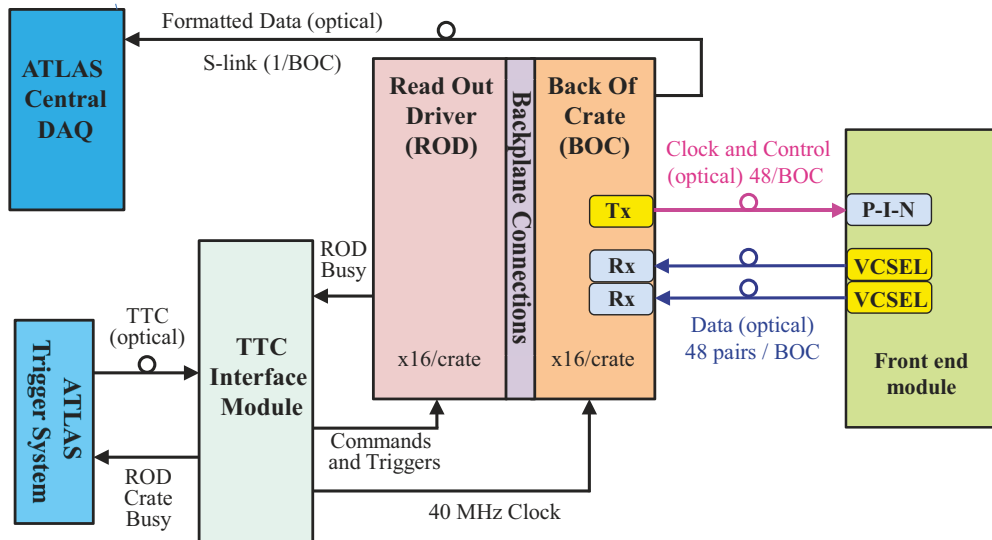 Formatted Data (optical)
S-link (1/BOC)
ATLAS
Central
DAQ
Read Out
Driver
(ROD)
Backplane Connections
Back Of
Crate
(BOC)
Clock and Control
(optical) 48/BOC
Tx
P-I-N
Rx
VCSEL
Rx
VCSEL
Data (optical)
48 pairs / BOC
Front end
module
x16/crate
x16/crate
ROD
Busy
TTC
(optical)
TTC
Interface
Module
ATLAS
Trigger System
Commands
and Triggers
ROD
Crate
Busy
40 MHz Clock